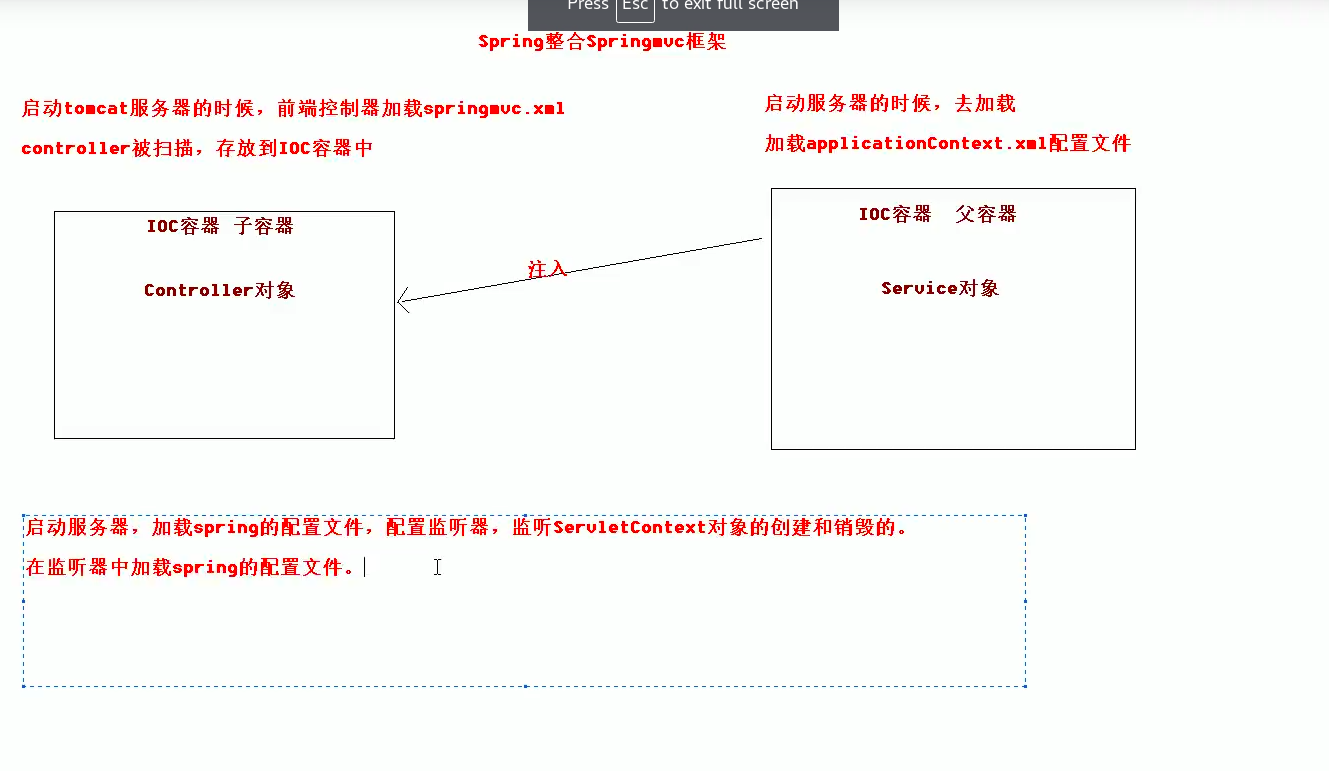 Press Esc to exit full screen
Spring整合Springmvc框架
启动tomcat服务器的时候，前端控制器加载springmvc.xml
controller被扫描，存放到IOC容器中
启动服务器的时候，去加载
加载applicationContext.xml配置文件
IOC容器 子容器
Controller对象
注入
IOC容器 父容器
Service对象
启动服务器，加载spring的配置文件，配置监听器，监听ServletContext对象的创建和销毁的。
在监听器中加载spring的配置文件。